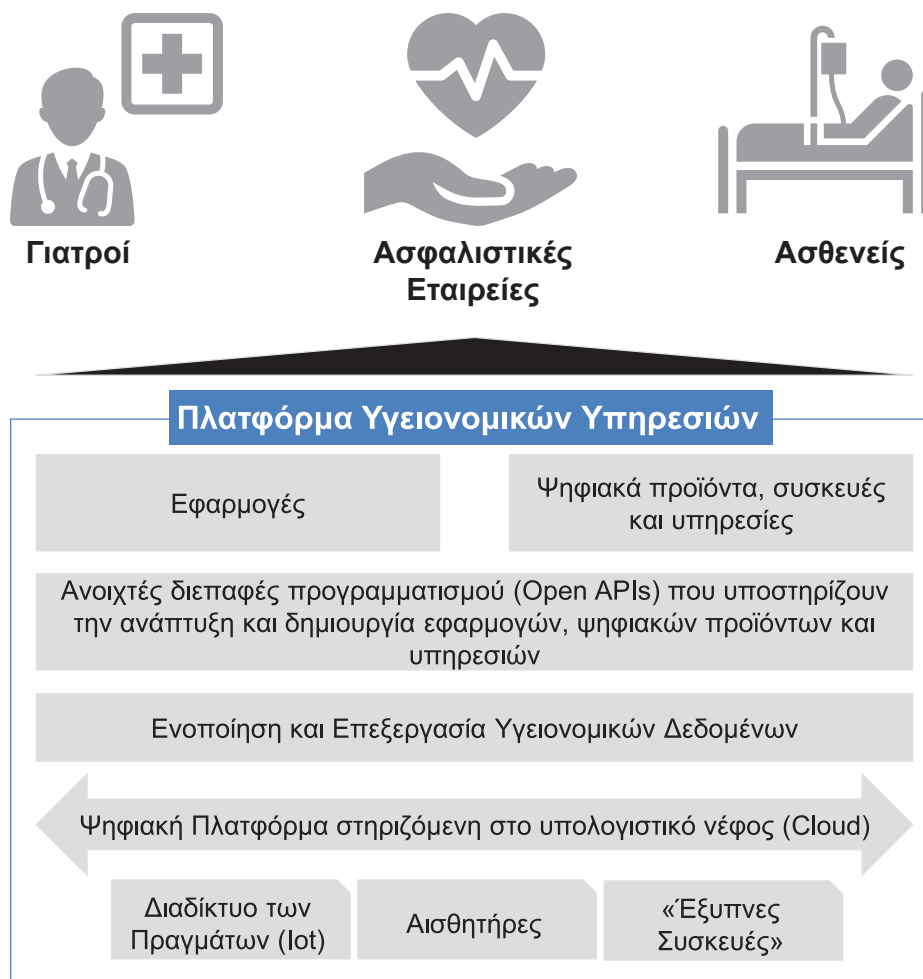 Γιατροί
Ασφαλιστικές
Εταιρείες
Ασθενείς
Πλατφόρμα Υγειονομικών Υπηρεσιών
Εφαρμογές
Ψηφιακά προϊόντα, συσκευές
και υπηρεσίες
Ανοιχτές διεπαφές προγραμματισμού (Open APIs) που υποστηρίζουν
την ανάπτυξη και δημιουργία εφαρμογών, ψηφιακών προϊόντων και
υπηρεσιών
Ενοποίηση και Επεξεργασία Υγειονομικών Δεδομένων
Ψηφιακή Πλατφόρμα στηριζόμενη στο υπολογιστικό νέφος (Cloud)
Διαδίκτυο των
Πραγμάτων (Iot)
Αισθητήρες
«Έξυπνες
Συσκευές»